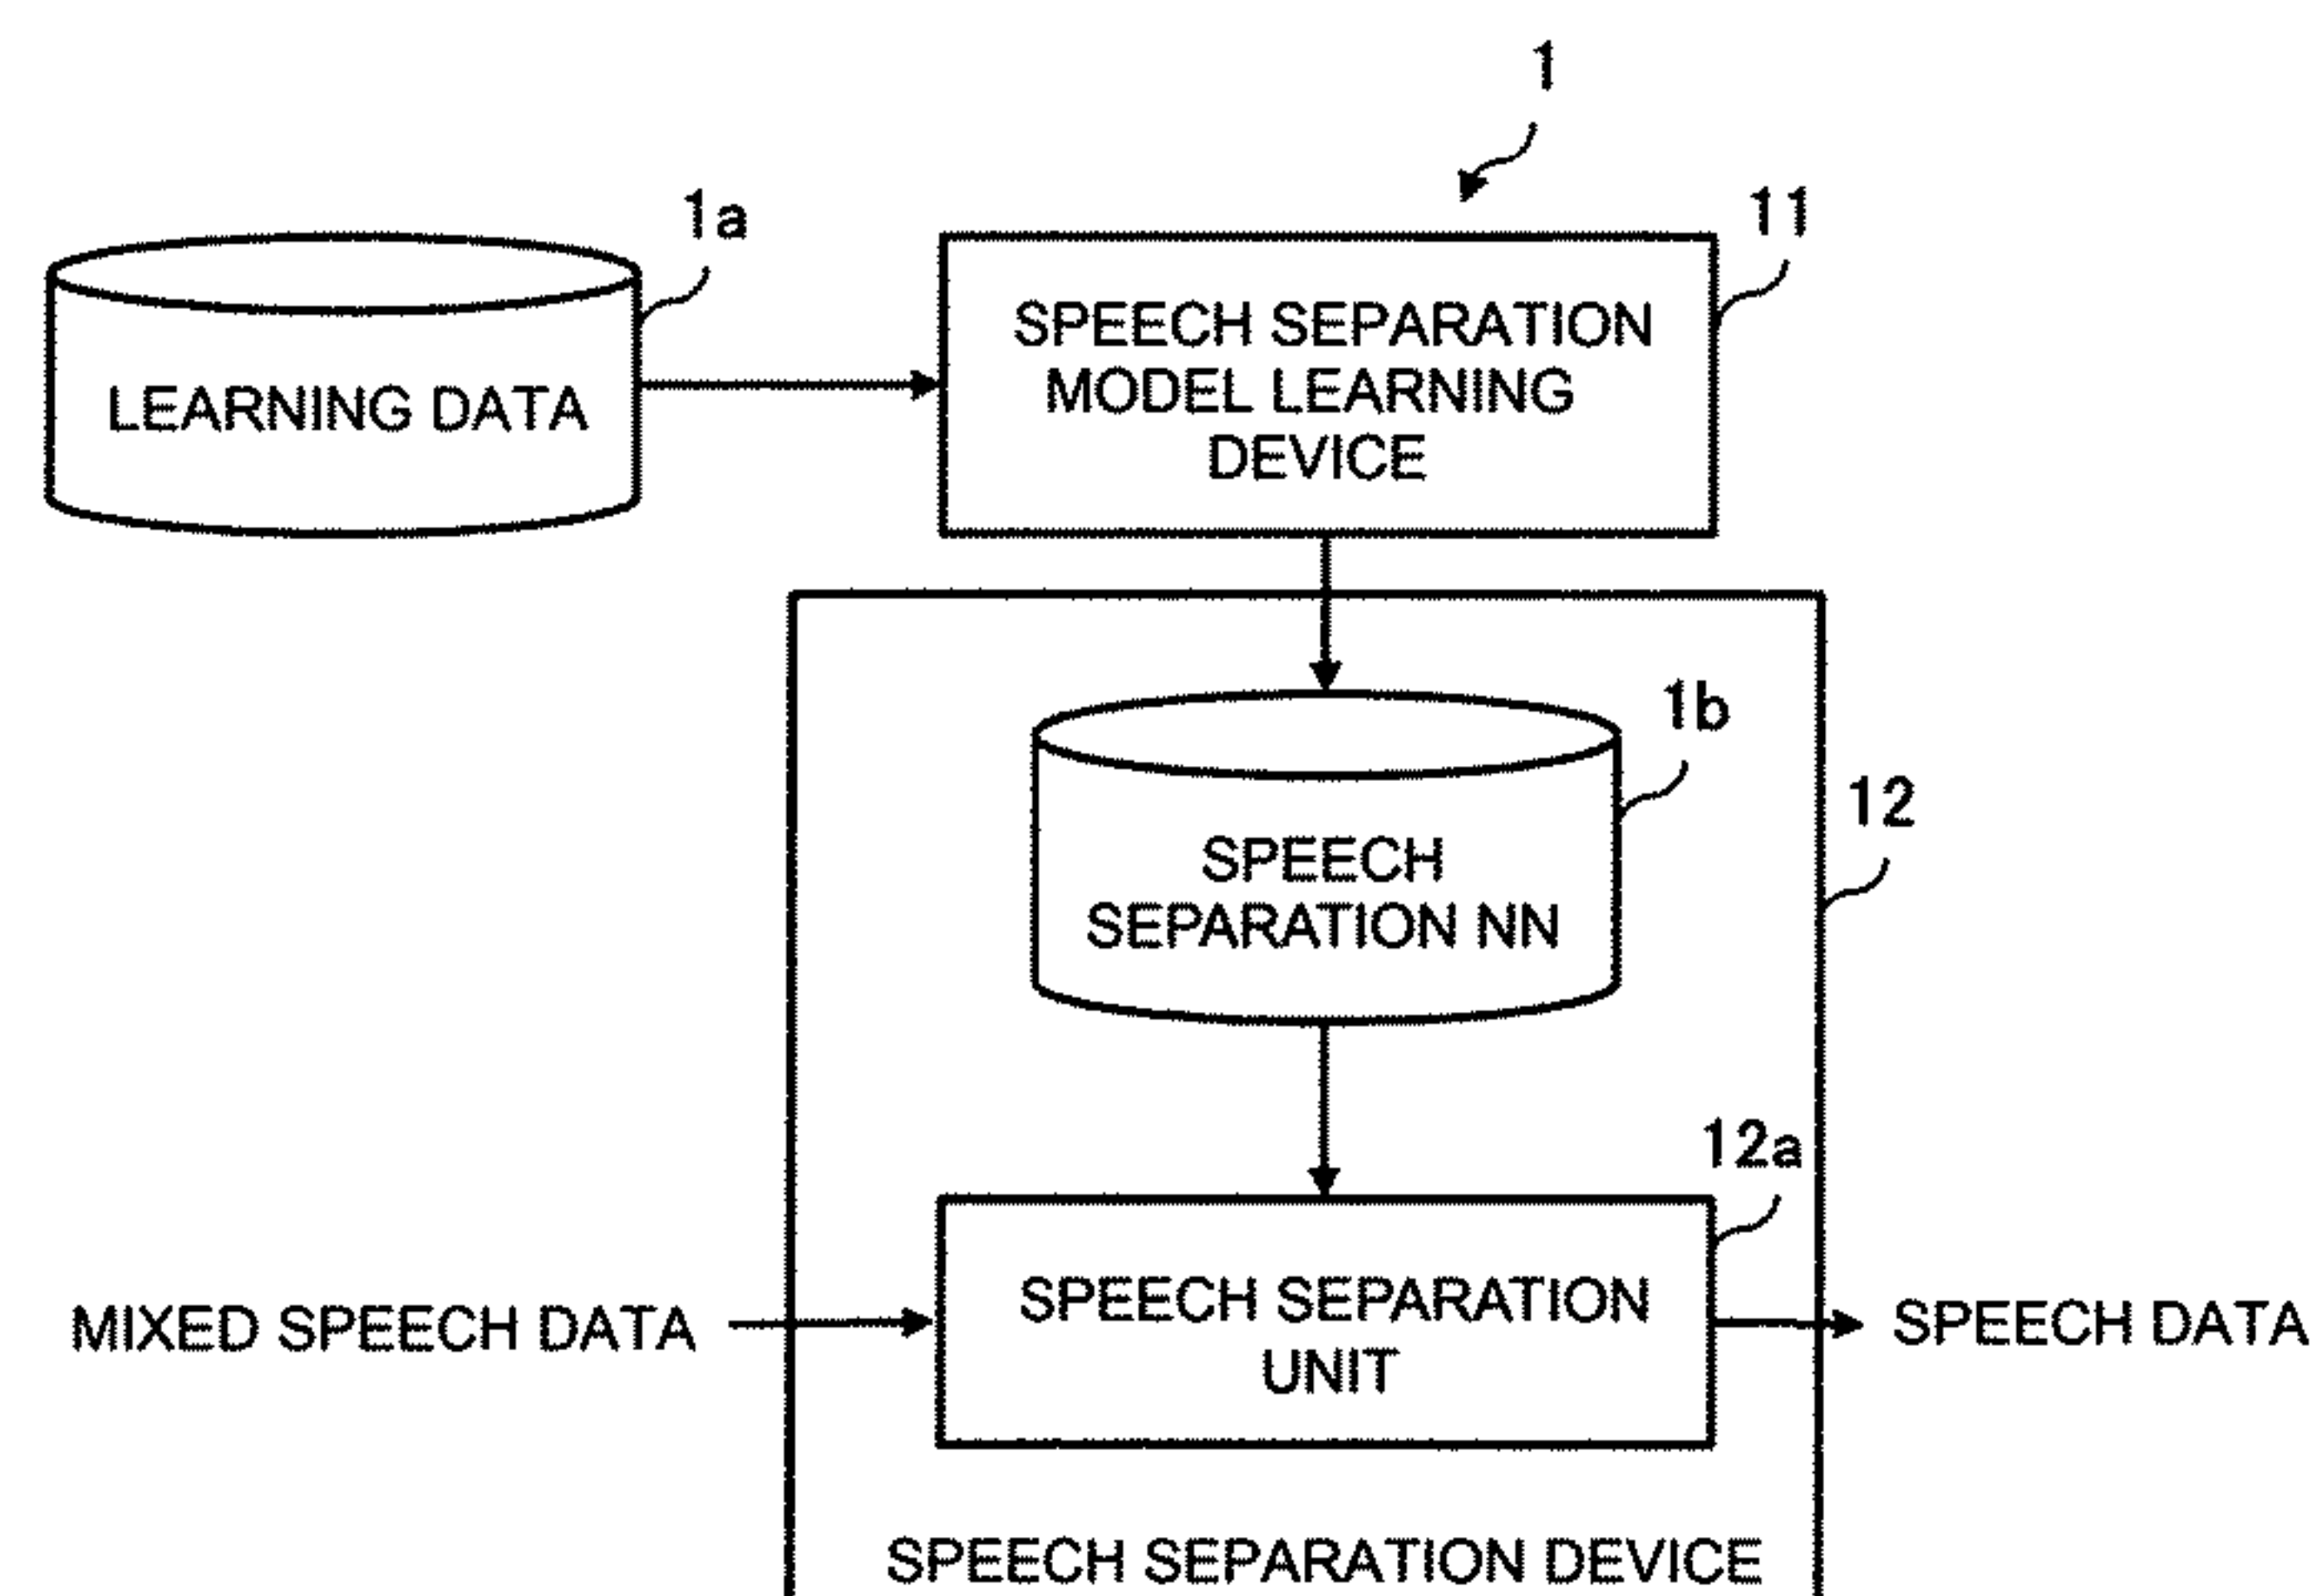 1
1a
11
LEARNING DATA
SPEECH SEPARATION
MODEL LEARNING
DEVICE
1b
12
SPEECH
SEPARATION NN
12a
MIXED SPEECH DATA
SPEECH SEPARATION
UNIT
SPEECH DATA
SPEECH SEPARATION DEVICE